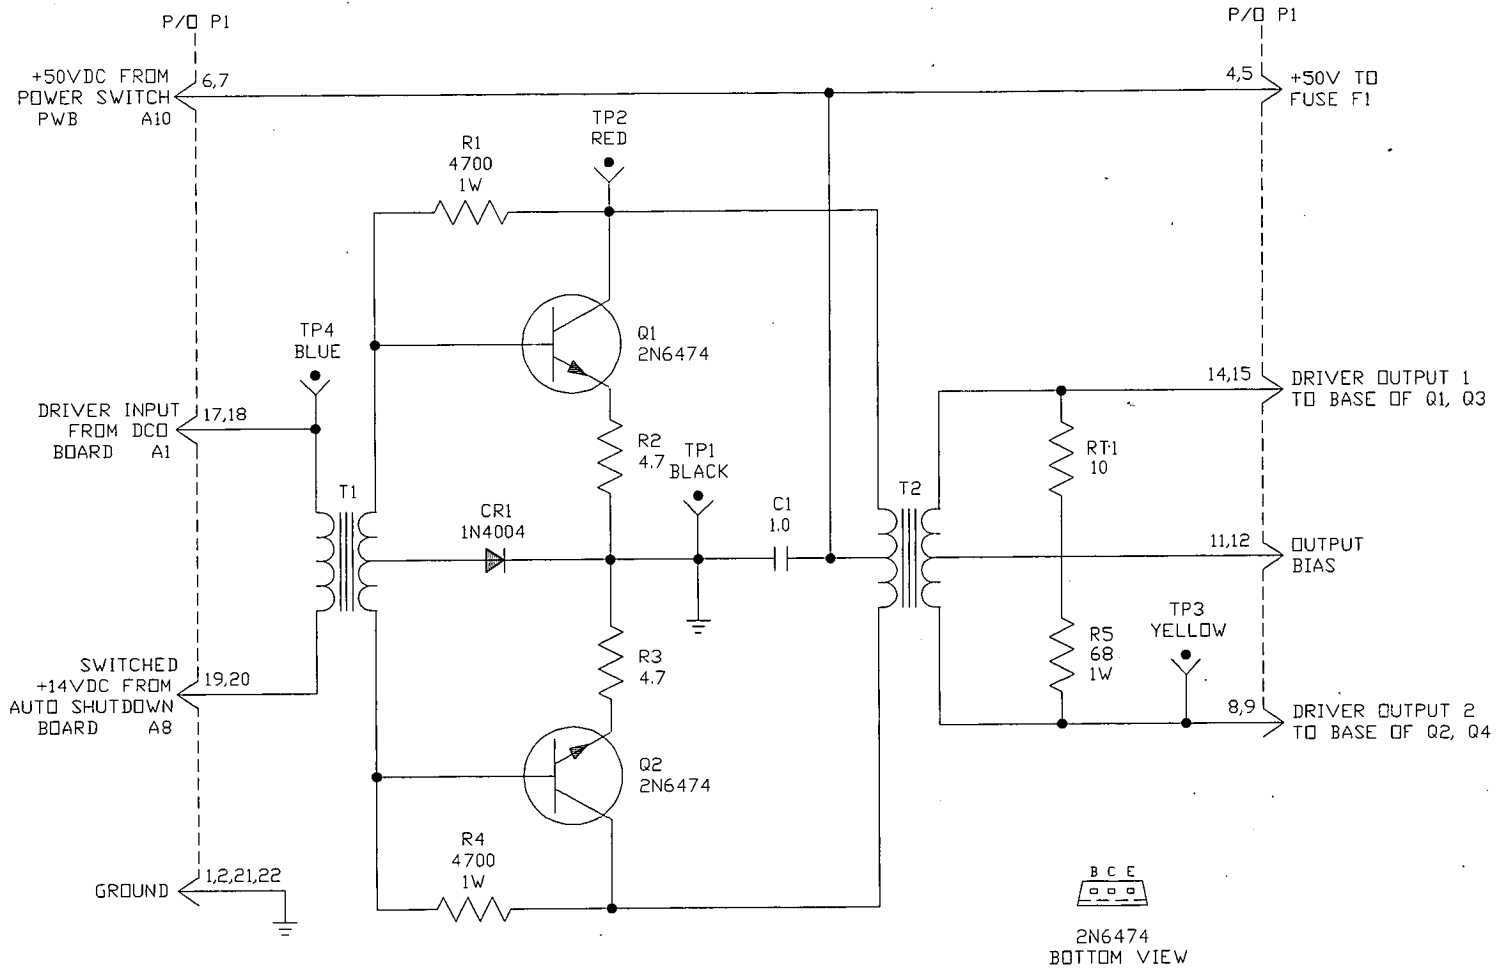 P/O P1
P/O P1
+50VDC FROM
POWER SWITCH
PWB A10
6,7
4,5
+50V TO
FUSE F1
TP2
RED
R1
4700
1W
TP4
BLUE
Q1
2N6474
DRIVER INPUT
FROM DCO
BOARD A1
17,18
14,15
DRIVER OUTPUT 1
TO BASE OF Q1, Q3
R2
4.7
TP1
BLACK
RT1
10
T1
CR1
1N4004
C1
1.0
T2
11,12
OUTPUT
BIAS
SWITCHED
+14VDC FROM
AUTO SHUTDOWN
BOARD A8
19,20
R3
4.7
R5
68
1W
TP3
YELLOW
8,9
DRIVER OUTPUT 2
TO BASE OF Q2, Q4
Q2
2N6474
R4
4700
1W
GROUND
1,2,21,22
B C E
2N6474
BOTTOM VIEW